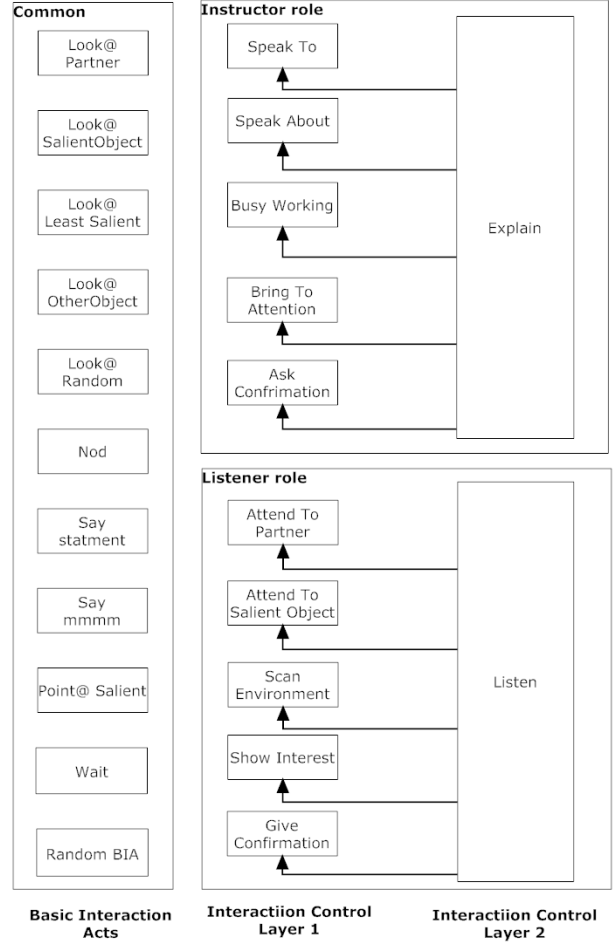 Common
Look@
Partner
Look@
SalientObject
Look@
Least Salient
Look@
OtherObject
Look@
Random
Nod
Say
statment
Say
mmmm
Point@ Salient
Wait
Random BIA
Basic Interaction
Acts
Instructor role
Speak To
Speak About
Busy Working
Bring To
Attention
Ask
Confrimation
Explain
Listener role
Attend To
Partner
Attend To
Salient Object
Scan
Environment
Show Interest
Give
Confirmation
Listen
Interactiion Control
Layer 1
Interactiion Control
Layer 2